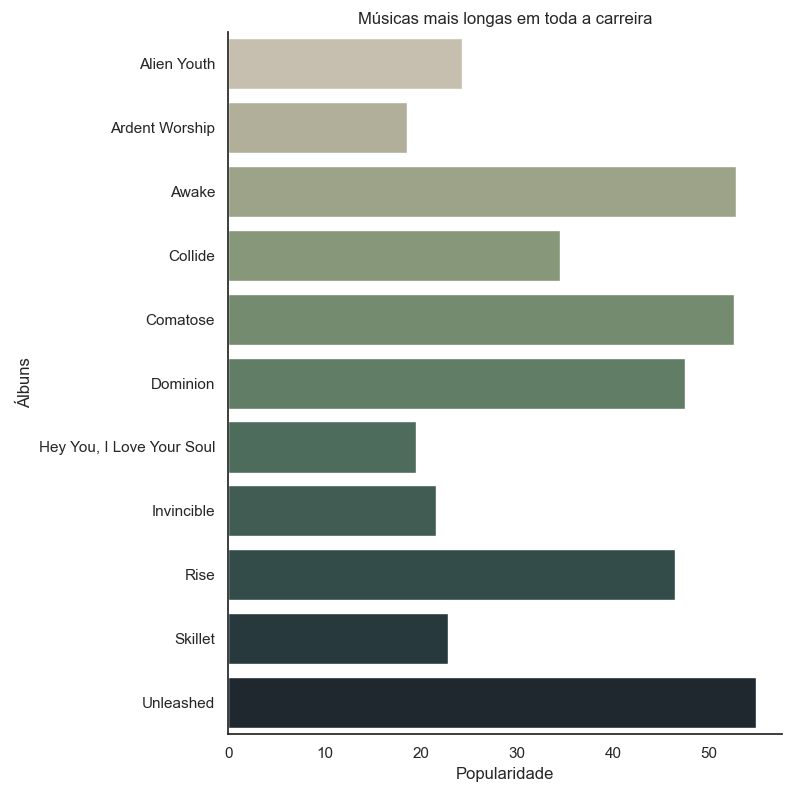 Músicas mais longas em toda a carreira
Alien Youth
Ardent Worship
Awake
Collide
Comatose
Dominion
Hey You, I Love Your Soul
Invincible
Rise
Skillet
Unleashed
Álbuns
0 10 20 30 40 50
Popularidade